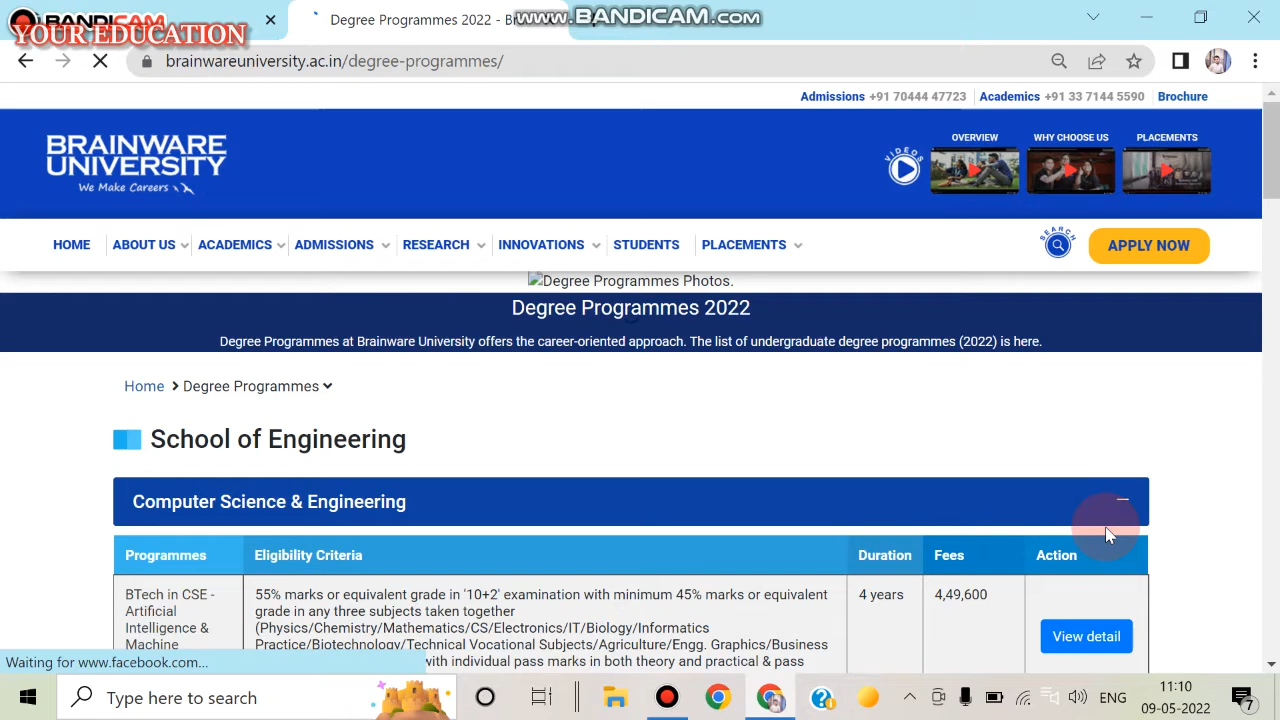 BANDICAM
YOUR EDUCATION
Degree Programmes 2022 - B
www.BANDICAM.com
brainwareuniversity.ac.in/degree-programmes/
Admissions +91 70444 47723 Academics +91 33 7144 5590 Brochure
BRAINWARE
UNIVERSITY
We Make Careers
VIDEOS
OVERVIEW WHY CHOOSE US PLACEMENTS
HOME ABOUT US ACADEMICS ADMISSIONS RESEARCH INNOVATIONS STUDENTS PLACEMENTS SEARCH APPLY NOW
Degree Programmes Photos.
Degree Programmes 2022
Degree Programmes at Brainware University offers the career-oriented approach. The list of undergraduate degree programmes (2022) is here.
Home Degree Programmes
School of Engineering
Computer Science & Engineering
Programmes Eligibility Criteria Duration Fees Action
BTech in CSE -
Artificial
Intelligence &
Machine
55% marks or equivalent grade in '10+2' examination with minimum 45% marks or equivalent
grade in any three subjects taken together
(Physics/Chemistry/Mathematics/CS/Electronics/IT/Biology/Informatics
Practice/Biotechnology/Technical Vocational Subjects/Agriculture/Engg. Graphics/Business
with individual pass marks in both theory and practical & pass
4 years
4,49,600
View detail
Waiting for www.facebook.com...
Type here to search
ENG
11:10
09-05-2022
7